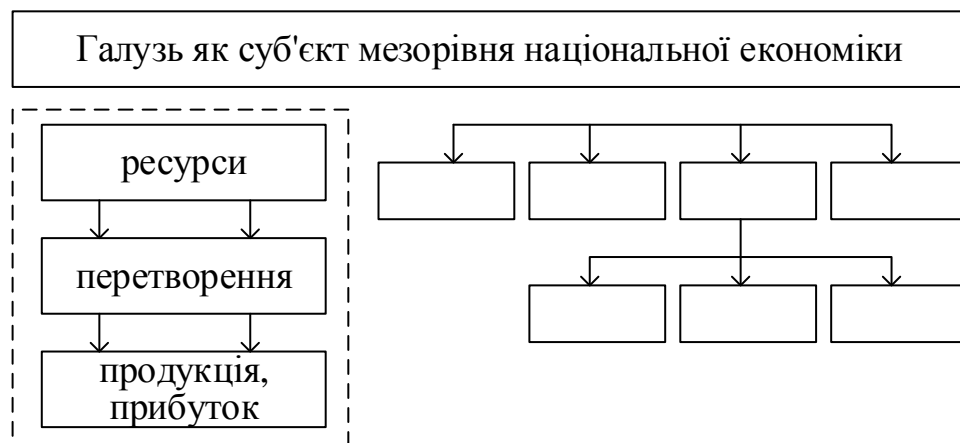 Галузь як суб'єкт мезорівня національної економіки
ресурси
перетворення
продукція,
прибуток